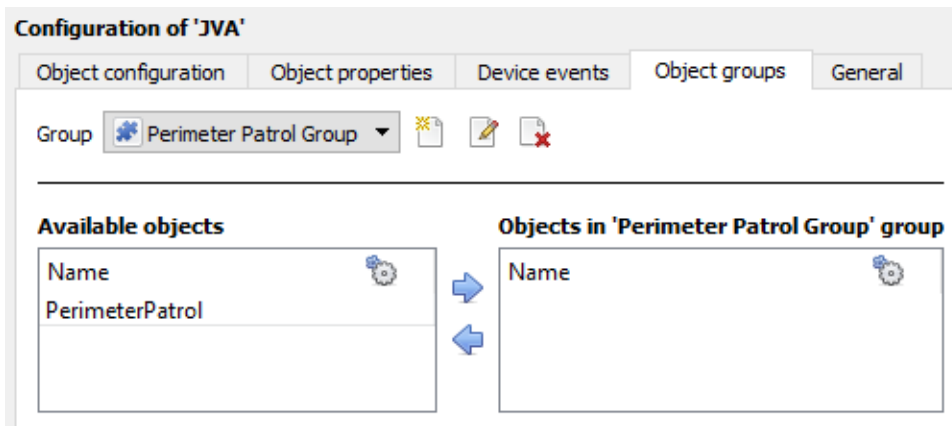 Configuration of 'JVA'
Object configuration Object properties Device events Object groups General
Group Perimeter Patrol Group
Available objects Objects in 'Perimeter Patrol Group' group
Name Name
PerimeterPatrol